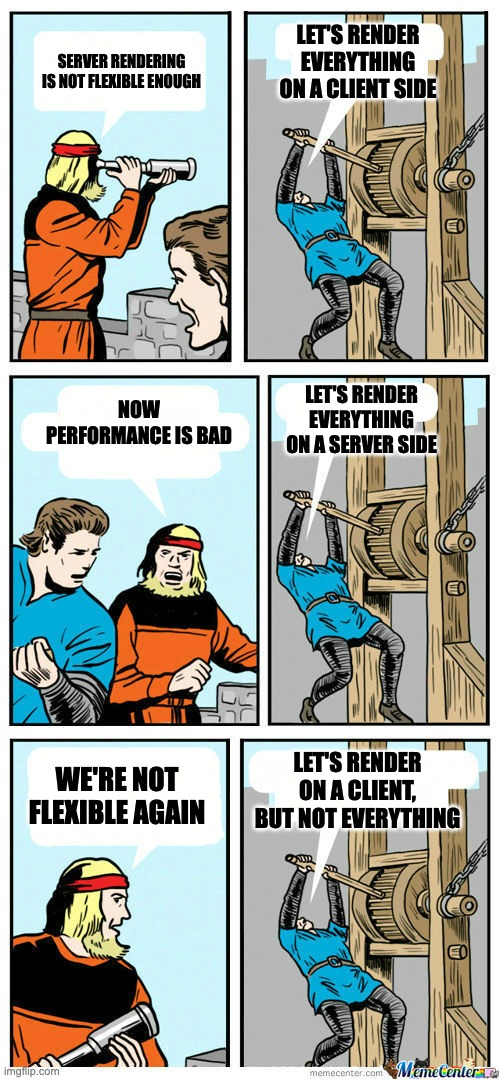 SERVER RENDERING
IS NOT FLEXIBLE ENOUGH
LET'S RENDER
EVERYTHING
ON A CLIENT SIDE
NOW
PERFORMANCE IS BAD
LET'S RENDER
EVERYTHING
ON A SERVER SIDE
WE'RE NOT
FLEXIBLE AGAIN
LET'S RENDER
ON A CLIENT,
BUT NOT EVERYTHING
imgflip.com
memecenter.com
MemeCenter